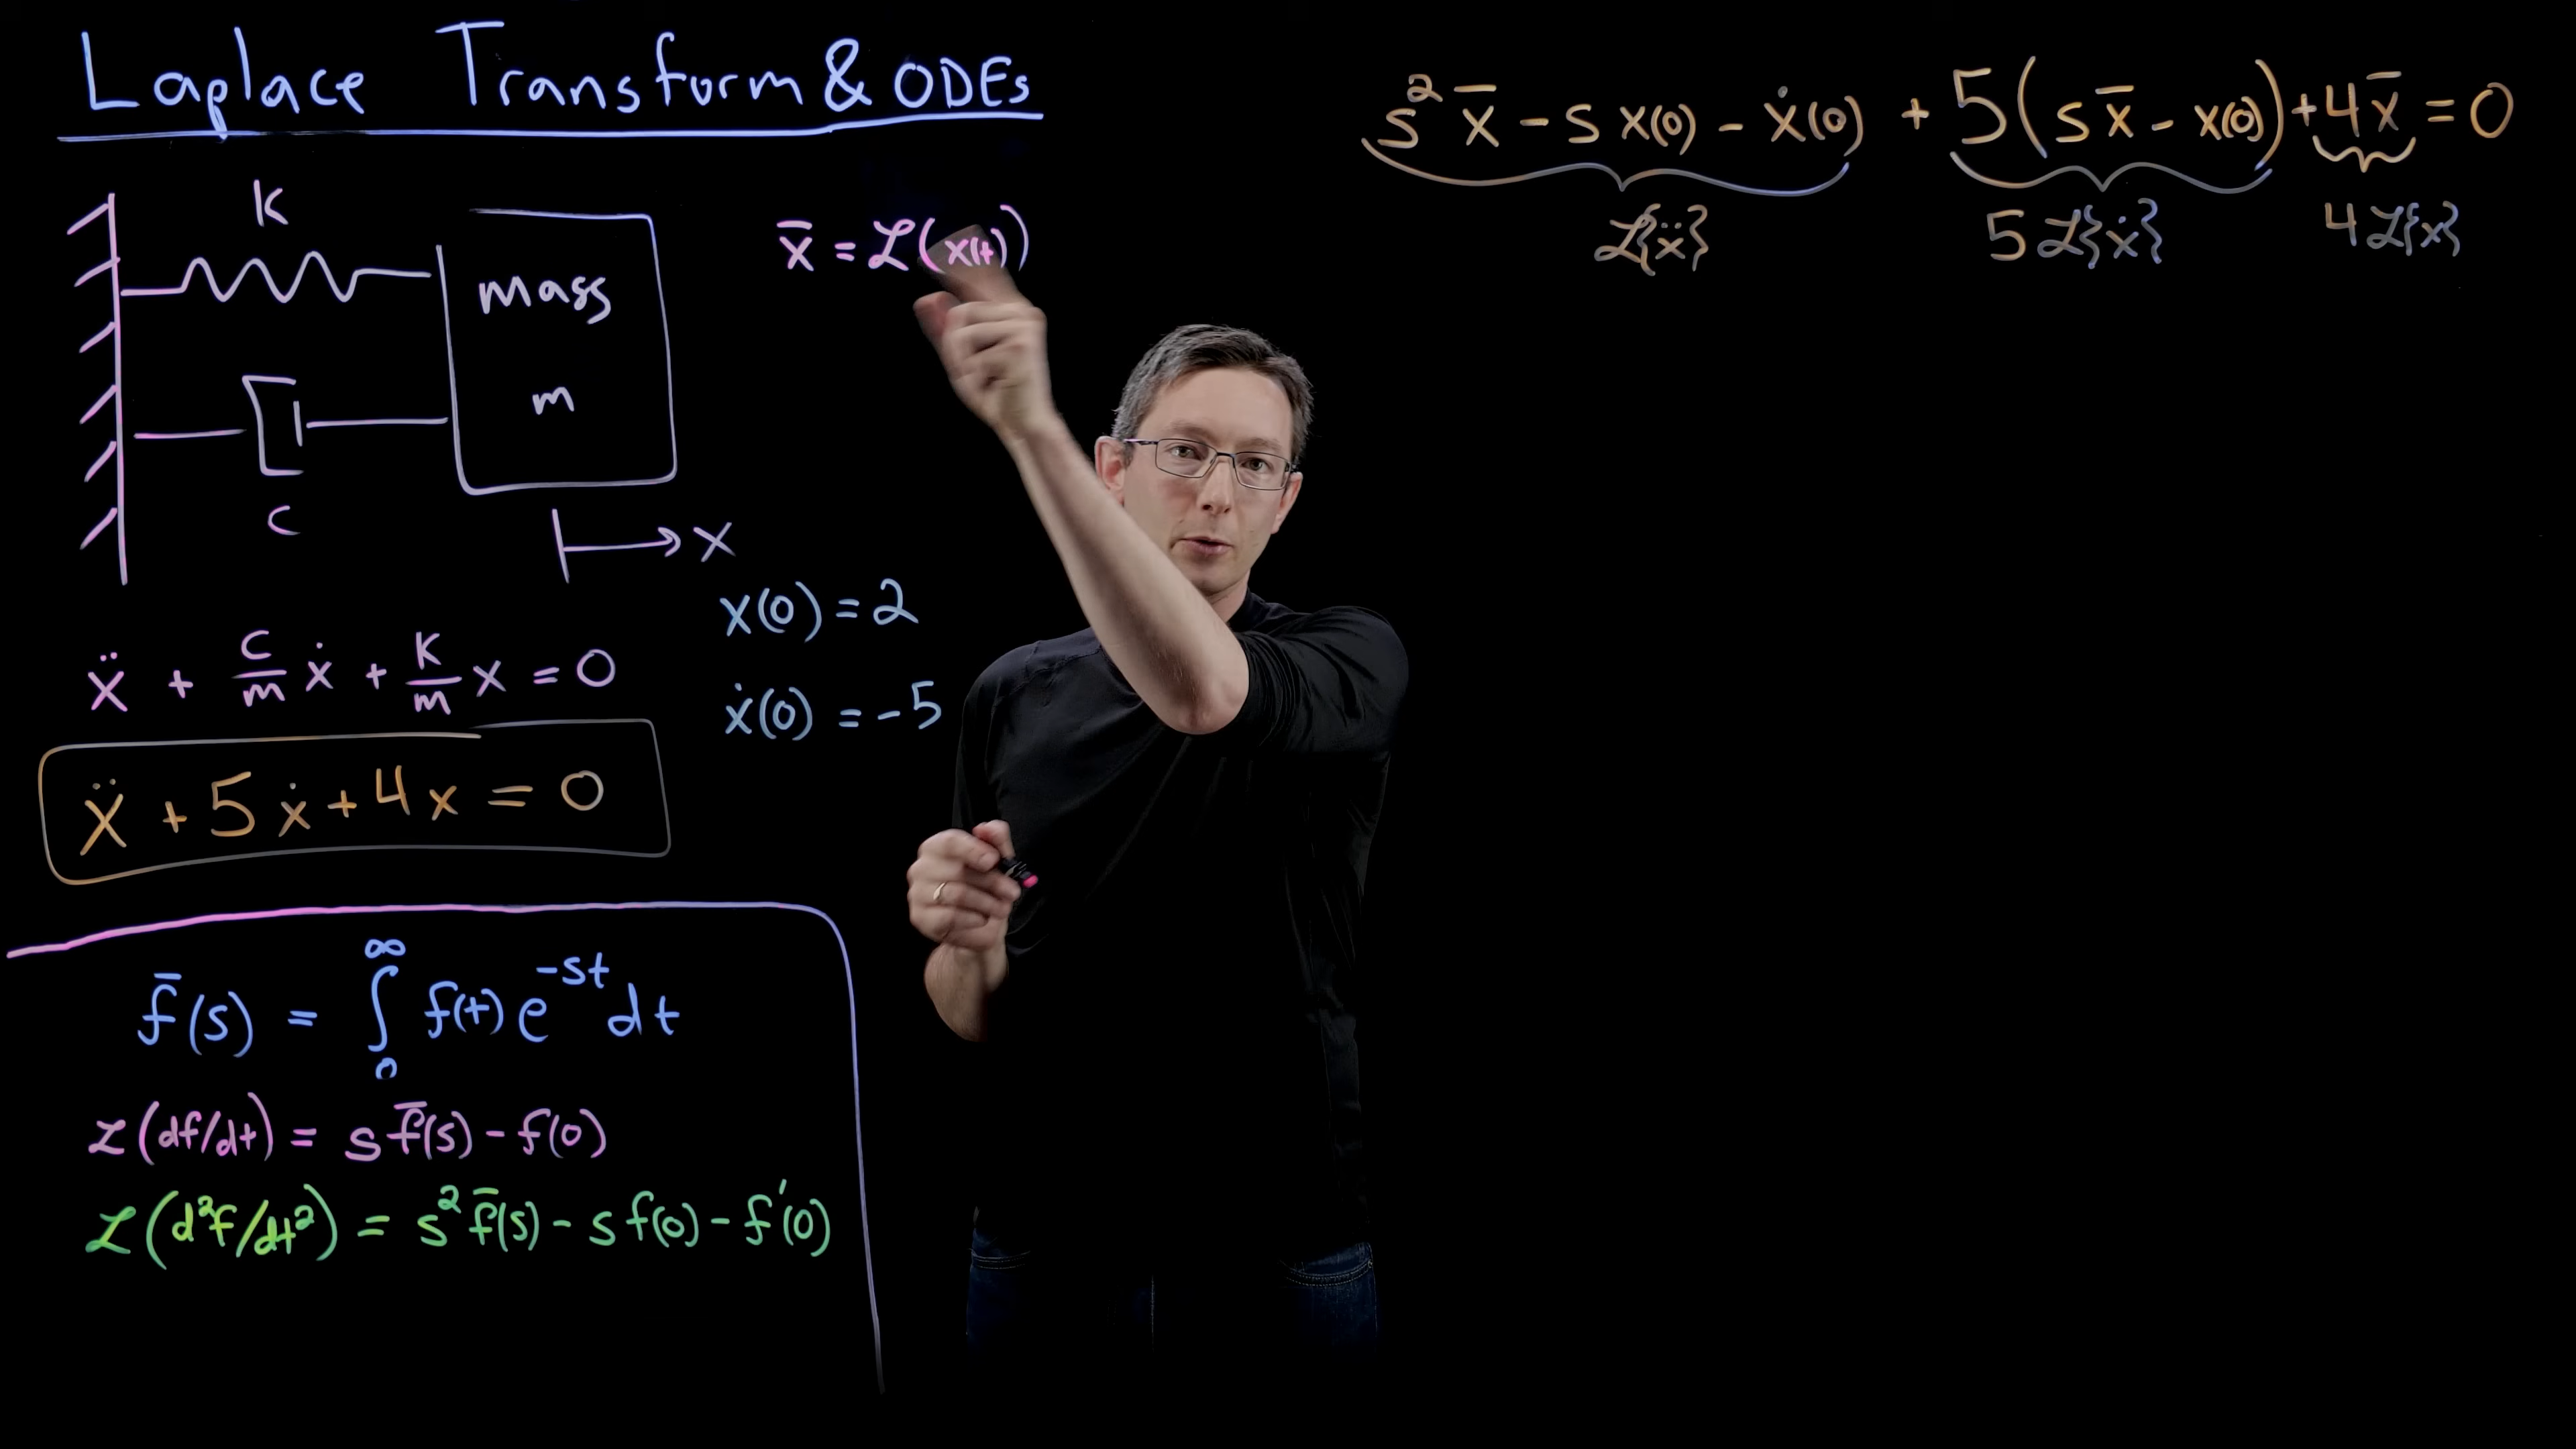 Laplace Transform & ODEs
k
mass
m
c
x
ẍ + c/m ẋ + k/m x = 0
ẍ + 5ẋ + 4x = 0
x̄ = ℒ(x(t))
x(0) = 2
ẋ(0) = -5
f̄(s) = ∫₀^∞ f(t) e^{-st} dt
ℒ(df/dt) = s f̄(s) - f(0)
ℒ(d²f/dt²) = s² f̄(s) - s f(0) - f'(0)
s² x̄ - s x(0) - ẋ(0) + 5(s x̄ - x(0)) + 4x̄ = 0
ℒ{ẍ} 5ℒ{ẋ} 4ℒ{x}